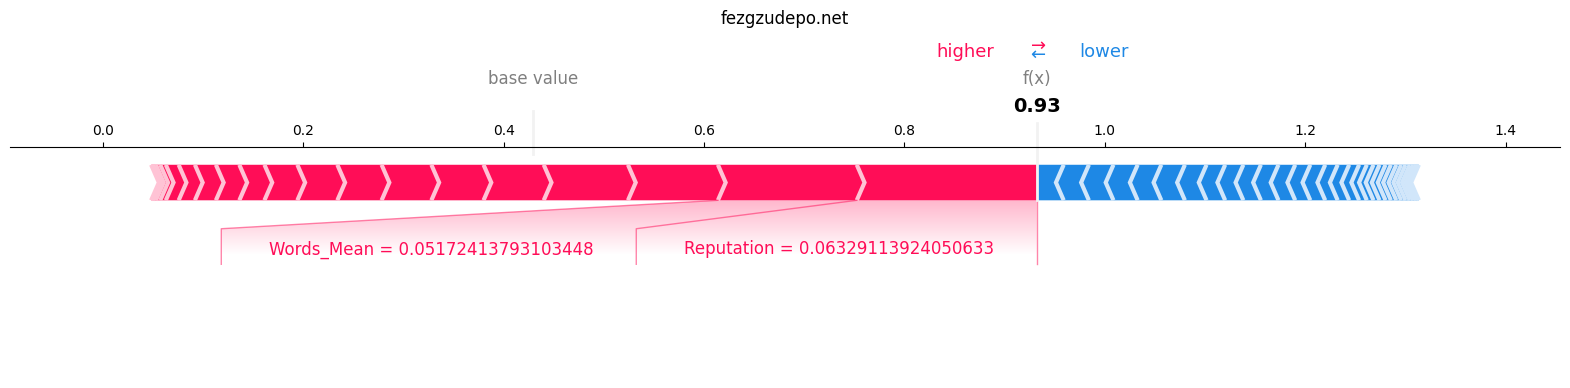 fezgzudepo.net
higher ⇄ lower
base value f(x)
0.93
0.0 0.2 0.4 0.6 0.8 1.0 1.2 1.4
Words_Mean = 0.05172413793103448 Reputation = 0.06329113924050633